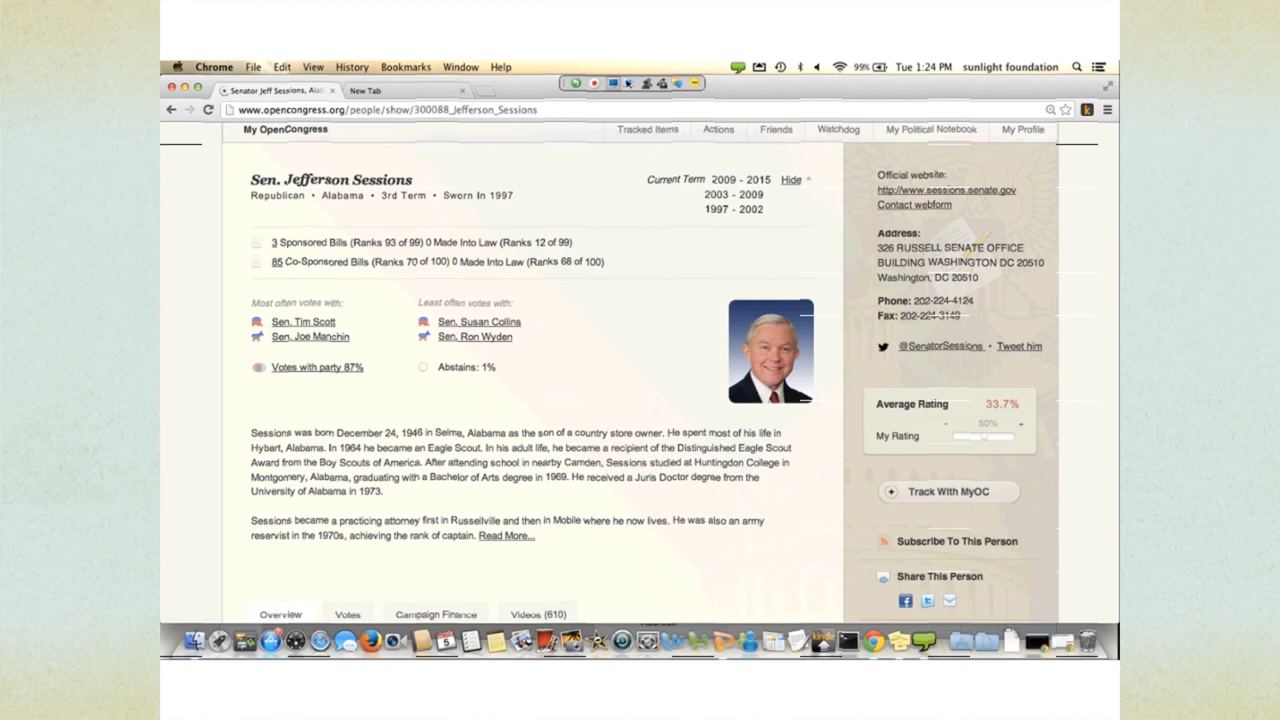 Chrome File Edit View History Bookmarks Window Help 99% Tue 1:24 PM sunlight foundation
Senator Jeff Sessions, Ala New Tab
www.opencongress.org/people/show/300088_Jefferson_Sessions
My OpenCongress Tracked Items Actions Friends Watchdog My Political Notebook My Profile
Sen. Jefferson Sessions
Republican • Alabama • 3rd Term • Sworn In 1997
Current Term 2009 - 2015 Hide
2003 - 2009
1997 - 2002
3 Sponsored Bills (Ranks 93 of 99) 0 Made Into Law (Ranks 12 of 99)
85 Co-Sponsored Bills (Ranks 70 of 100) 0 Made Into Law (Ranks 68 of 100)
Most often votes with:
Sen. Tim Scott
Sen. Joe Manchin
Votes with party 87%
Least often votes with:
Sen. Susan Collins
Sen. Ron Wyden
Abstains: 1%
Sessions was born December 24, 1946 in Selma, Alabama as the son of a country store owner. He spent most of his life in
Hybart, Alabama. In 1964 he became an Eagle Scout. In his adult life, he became a recipient of the Distinguished Eagle Scout
Award from the Boy Scouts of America. After attending school in nearby Camden, Sessions studied at Huntingdon College in
Montgomery, Alabama, graduating with a Bachelor of Arts degree in 1969. He received a Juris Doctor degree from the
University of Alabama in 1973.
Sessions became a practicing attorney first in Russellville and then in Mobile where he now lives. He was also an army
reservist in the 1970s, achieving the rank of captain. Read More...
Overview Votes Campaign Finance Videos (610)
Official website:
http://www.sessions.senate.gov
Contact webform
Address:
326 RUSSELL SENATE OFFICE
BUILDING WASHINGTON DC 20510
Washington, DC 20510
Phone: 202-224-4124
Fax: 202-224-3149
@SenatorSessions • Tweet him
Average Rating 33.7%
- 50% +
My Rating
Track With MyOC
Subscribe To This Person
Share This Person
kindle